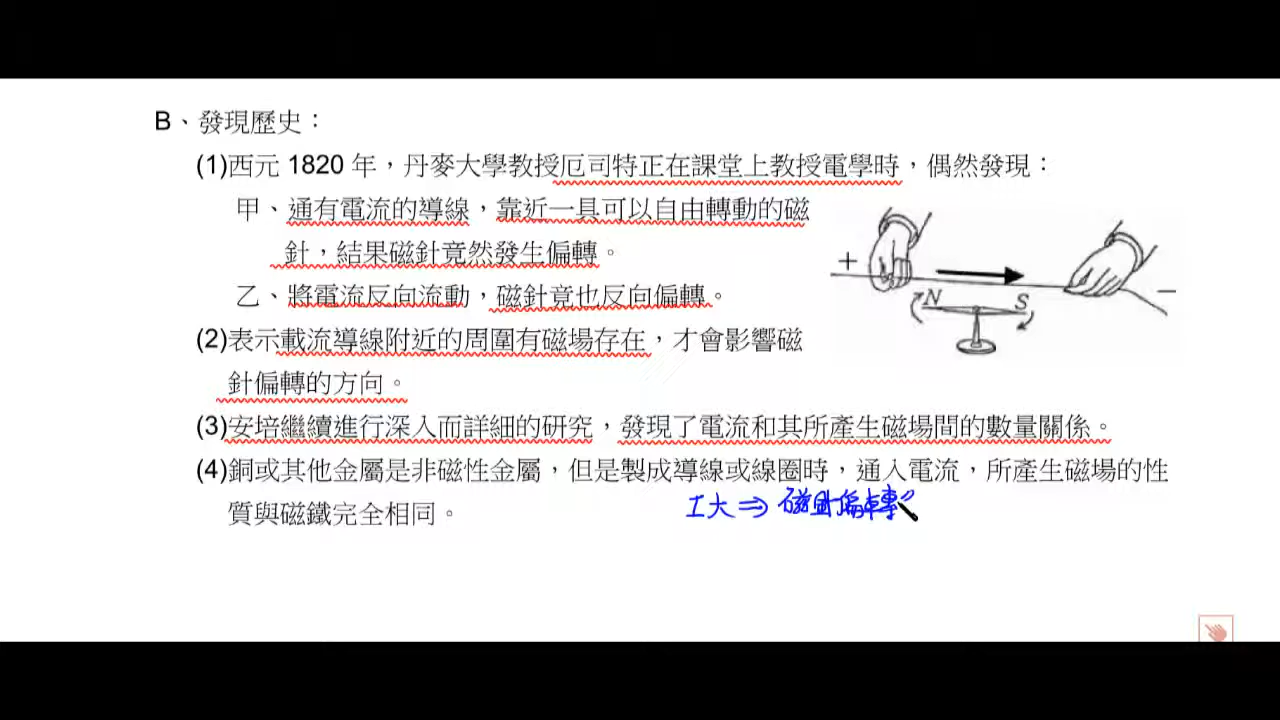 B、發現歷史：
(1)西元 1820 年，丹麥大學教授厄司特正在課堂上教授電學時，偶然發現：
甲、通有電流的導線，靠近一具可以自由轉動的磁
針，結果磁針竟然發生偏轉。
乙、將電流反向流動，磁針竟也反向偏轉。
+
−
N
S
(2)表示載流導線附近的周圍有磁場存在，才會影響磁
針偏轉的方向。
(3)安培繼續進行深入而詳細的研究，發現了電流和其所產生磁場間的數量關係。
(4)銅或其他金屬是非磁性金屬，但是製成導線或線圈時，通入電流，所產生磁場的性
質與磁鐵完全相同。
I大⇒磁針偏轉